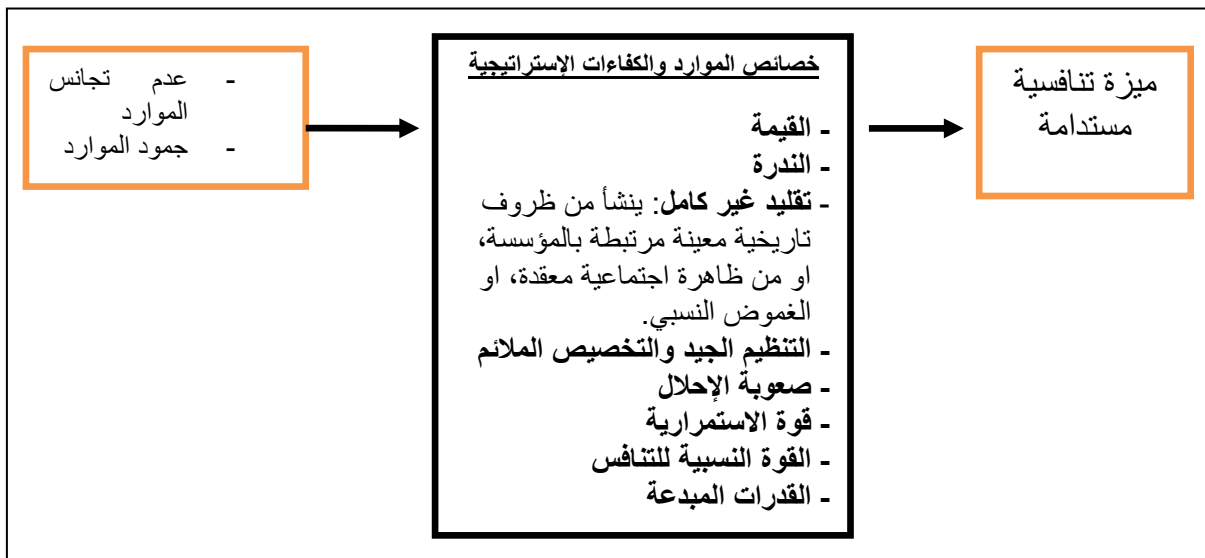 - عدم تجانس
الموارد
- جمود الموارد
خصائص الموارد والكفاءات الإستراتيجية
- القيمة
- الندرة
- تقليد غير كامل: ينشأ من ظروف
تاريخية معينة مرتبطة بالمؤسسة،
او من ظاهرة اجتماعية معقدة، او
الغموض النسبي.
- التنظيم الجيد والتخصيص الملائم
- صعوبة الإحلال
- قوة الاستمرارية
- القوة النسبية للتنافس
- القدرات المبدعة
ميزة تنافسية
مستدامة